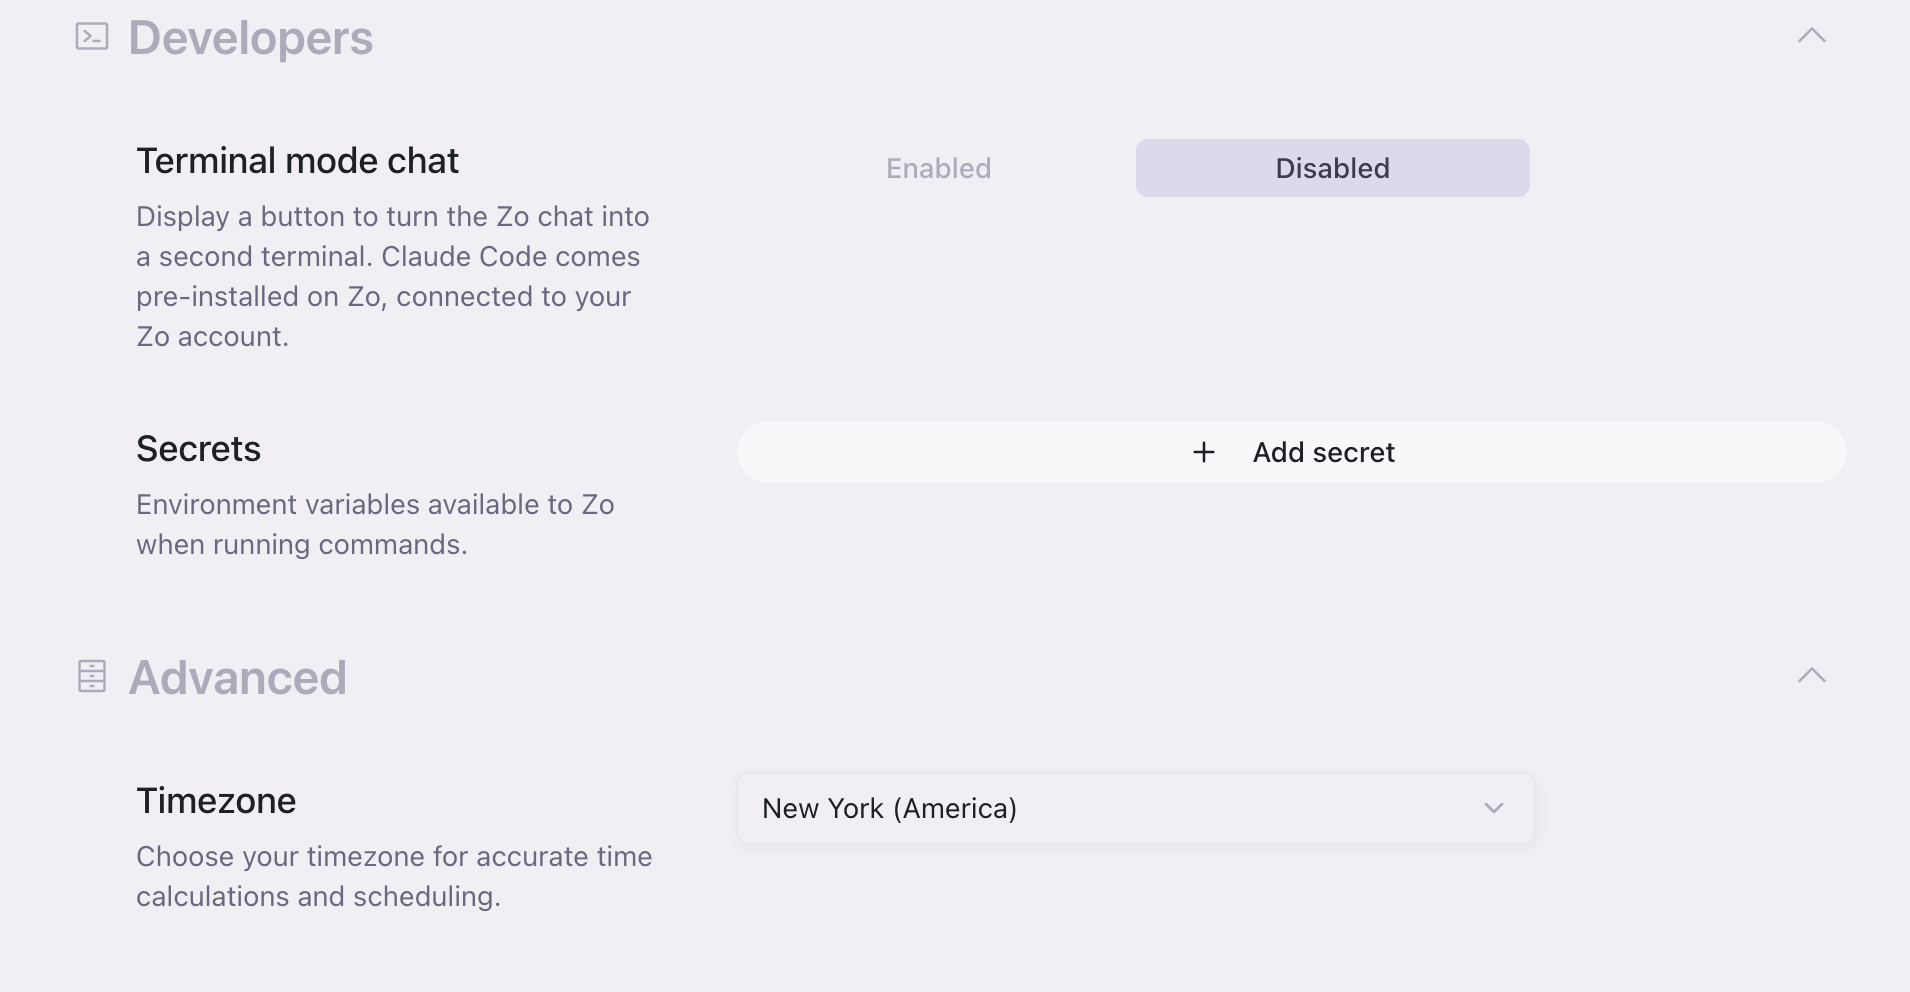 Developers
Terminal mode chat
Enabled
Disabled
Display a button to turn the Zo chat into
a second terminal. Claude Code comes
pre-installed on Zo, connected to your
Zo account.
Secrets
Add secret
Environment variables available to Zo
when running commands.
Advanced
Timezone
New York (America)
Choose your timezone for accurate time
calculations and scheduling.